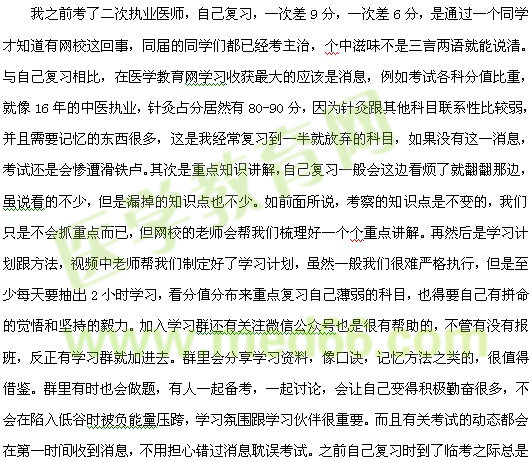 我之前考了二次执业医师，自己复习，一次差９分，一次差６分，是通过一个同学
才知道有网校这回事，同届的同学们都已经考主治，个中滋味不是三言两语就能说清。
与自己复习相比，在医学教育网学习收获最大的应该是消息，例如考试各科分值比重，
就像 16 年的中医执业，针灸占分居然有 80-90 分，因为针灸跟其他科目联系性比较弱，
并且需要记忆的东西很多，这是我经常复习到一半就放弃的科目，如果没有这一消息，
考试还是会惨遭滑铁卢。其次是重点知识讲解，自己复习一般会这边看烦了就翻翻那边，
虽说看的不少，但是漏掉的知识点也不少。如前面所说，考察的知识点是不变的，我们
只是不会抓重点而已，但网校的老师会帮我们梳理好一个个重点讲解。再然后是学习计
划跟方法，视频中老师帮我们制定好了学习计划，虽然一般我们很难严格执行，但是至
少每天要抽出 2 小时学习，看分值分布来重点复习自己薄弱的科目，也得要自己有拼命
的觉悟和坚持的毅力。加入学习群还有关注微信公众号也是很有帮助的，不管有没有报
班，反正有学习群就加进去。群里会分享学习资料，像口诀，记忆方法之类的，很值得
借鉴。群里有时也会做题，有人一起备考，一起讨论，会让自己变得积极勤奋很多，不
会在陷入低谷时被负能量压跨，学习氛围跟学习伙伴很重要。而且有关考试的动态都会
在第一时间收到消息，不用担心错过消息耽误考试。之前自己复习时到了临考之际总是
医学教育网
www.med66.com